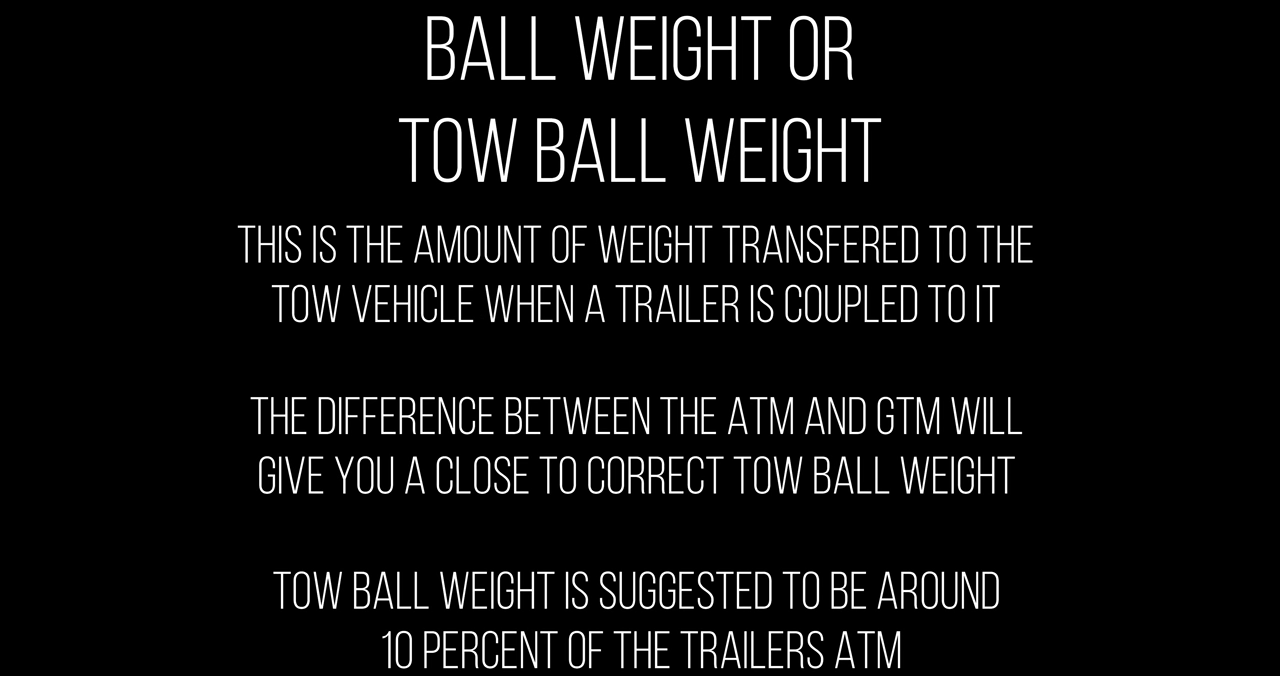 BALL WEIGHT OR
TOW BALL WEIGHT
THIS IS THE AMOUNT OF WEIGHT TRANSFERED TO THE
TOW VEHICLE WHEN A TRAILER IS COUPLED TO IT
THE DIFFERENCE BETWEEN THE ATM AND GTM WILL
GIVE YOU A CLOSE TO CORRECT TOW BALL WEIGHT
TOW BALL WEIGHT IS SUGGESTED TO BE AROUND
10 PERCENT OF THE TRAILERS ATM